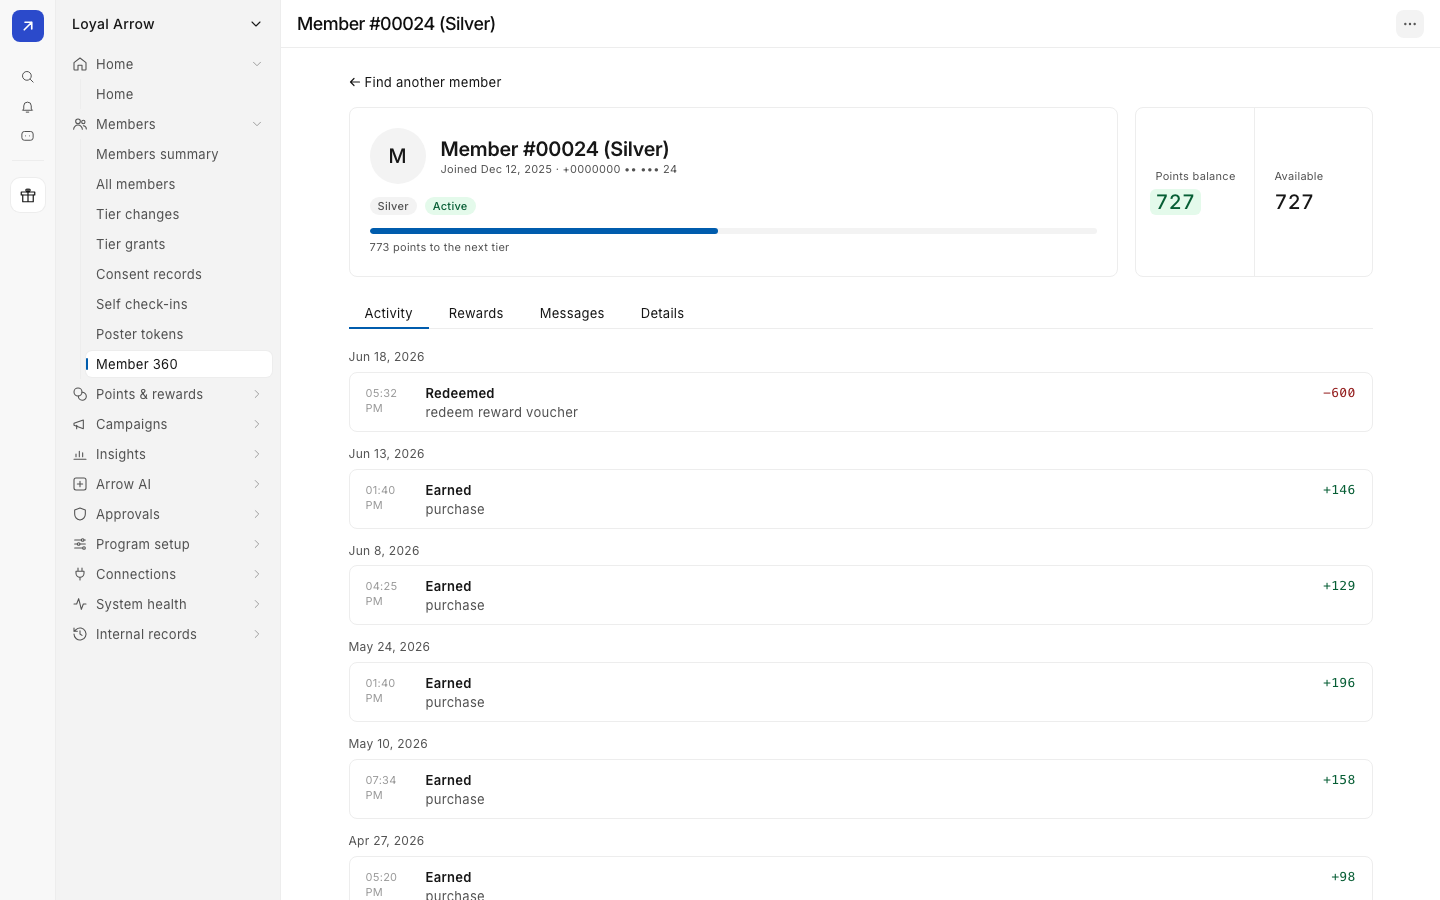 Loyal Arrow
Home
Home
Members
Members summary
All members
Tier changes
Tier grants
Consent records
Self check-ins
Poster tokens
Member 360
Points & rewards
Campaigns
Insights
Arrow AI
Approvals
Program setup
Connections
System health
Internal records
Member #00024 (Silver)
← Find another member
M
Member #00024 (Silver)
Joined Dec 12, 2025 · +0000000 •• ••• 24
Silver
Active
773 points to the next tier
Points balance
727
Available
727
Activity
Rewards
Messages
Details
Jun 18, 2026
05:32
PM
Redeemed
redeem reward voucher
−600
Jun 13, 2026
01:40
PM
Earned
purchase
+146
Jun 8, 2026
04:25
PM
Earned
purchase
+129
May 24, 2026
01:40
PM
Earned
purchase
+196
May 10, 2026
07:34
PM
Earned
purchase
+158
Apr 27, 2026
05:20
PM
Earned
purchase
+98